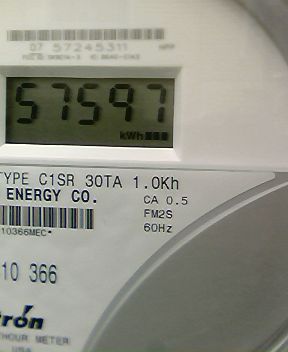 07 57245311
57597
kWh
TYPE C1SR 30TA 1.0Kh
ENERGY CO.
CA 0.5
FM2S
60Hz
10366MEC*
10 366
tron
HOUR METER
USA